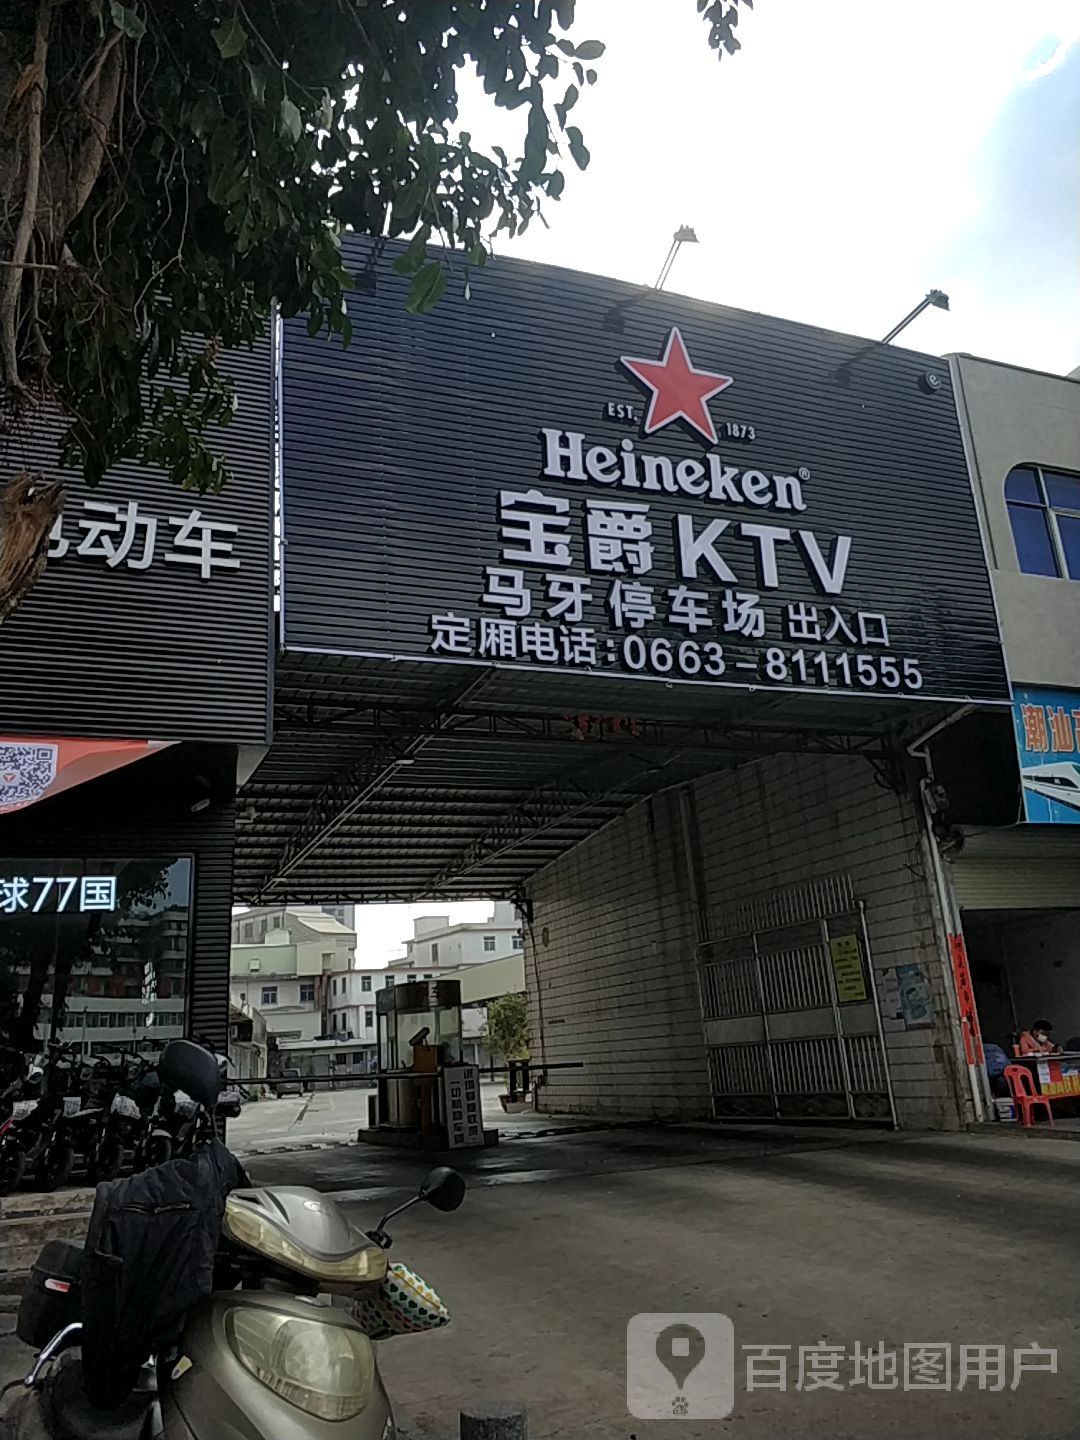 EST. 1873
Heineken®
宝爵KTV
马牙停车场 出入口
定厢电话:0663-8111555
动车
球77国
潮汕
百度地图用户